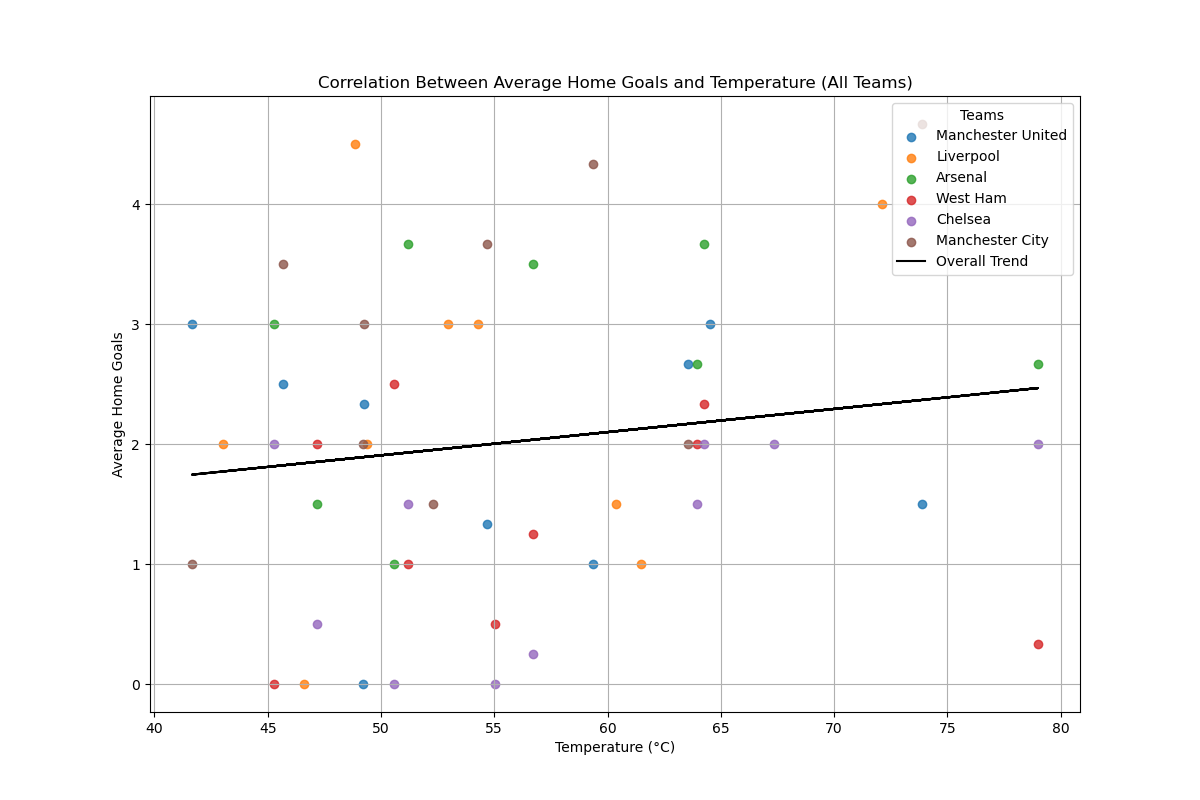 Correlation Between Average Home Goals and Temperature (All Teams)
Teams
Manchester United
Liverpool
Arsenal
West Ham
Chelsea
Manchester City
Overall Trend
Average Home Goals
4
3
2
1
0
40 45 50 55 60 65 70 75 80
Temperature (°C)